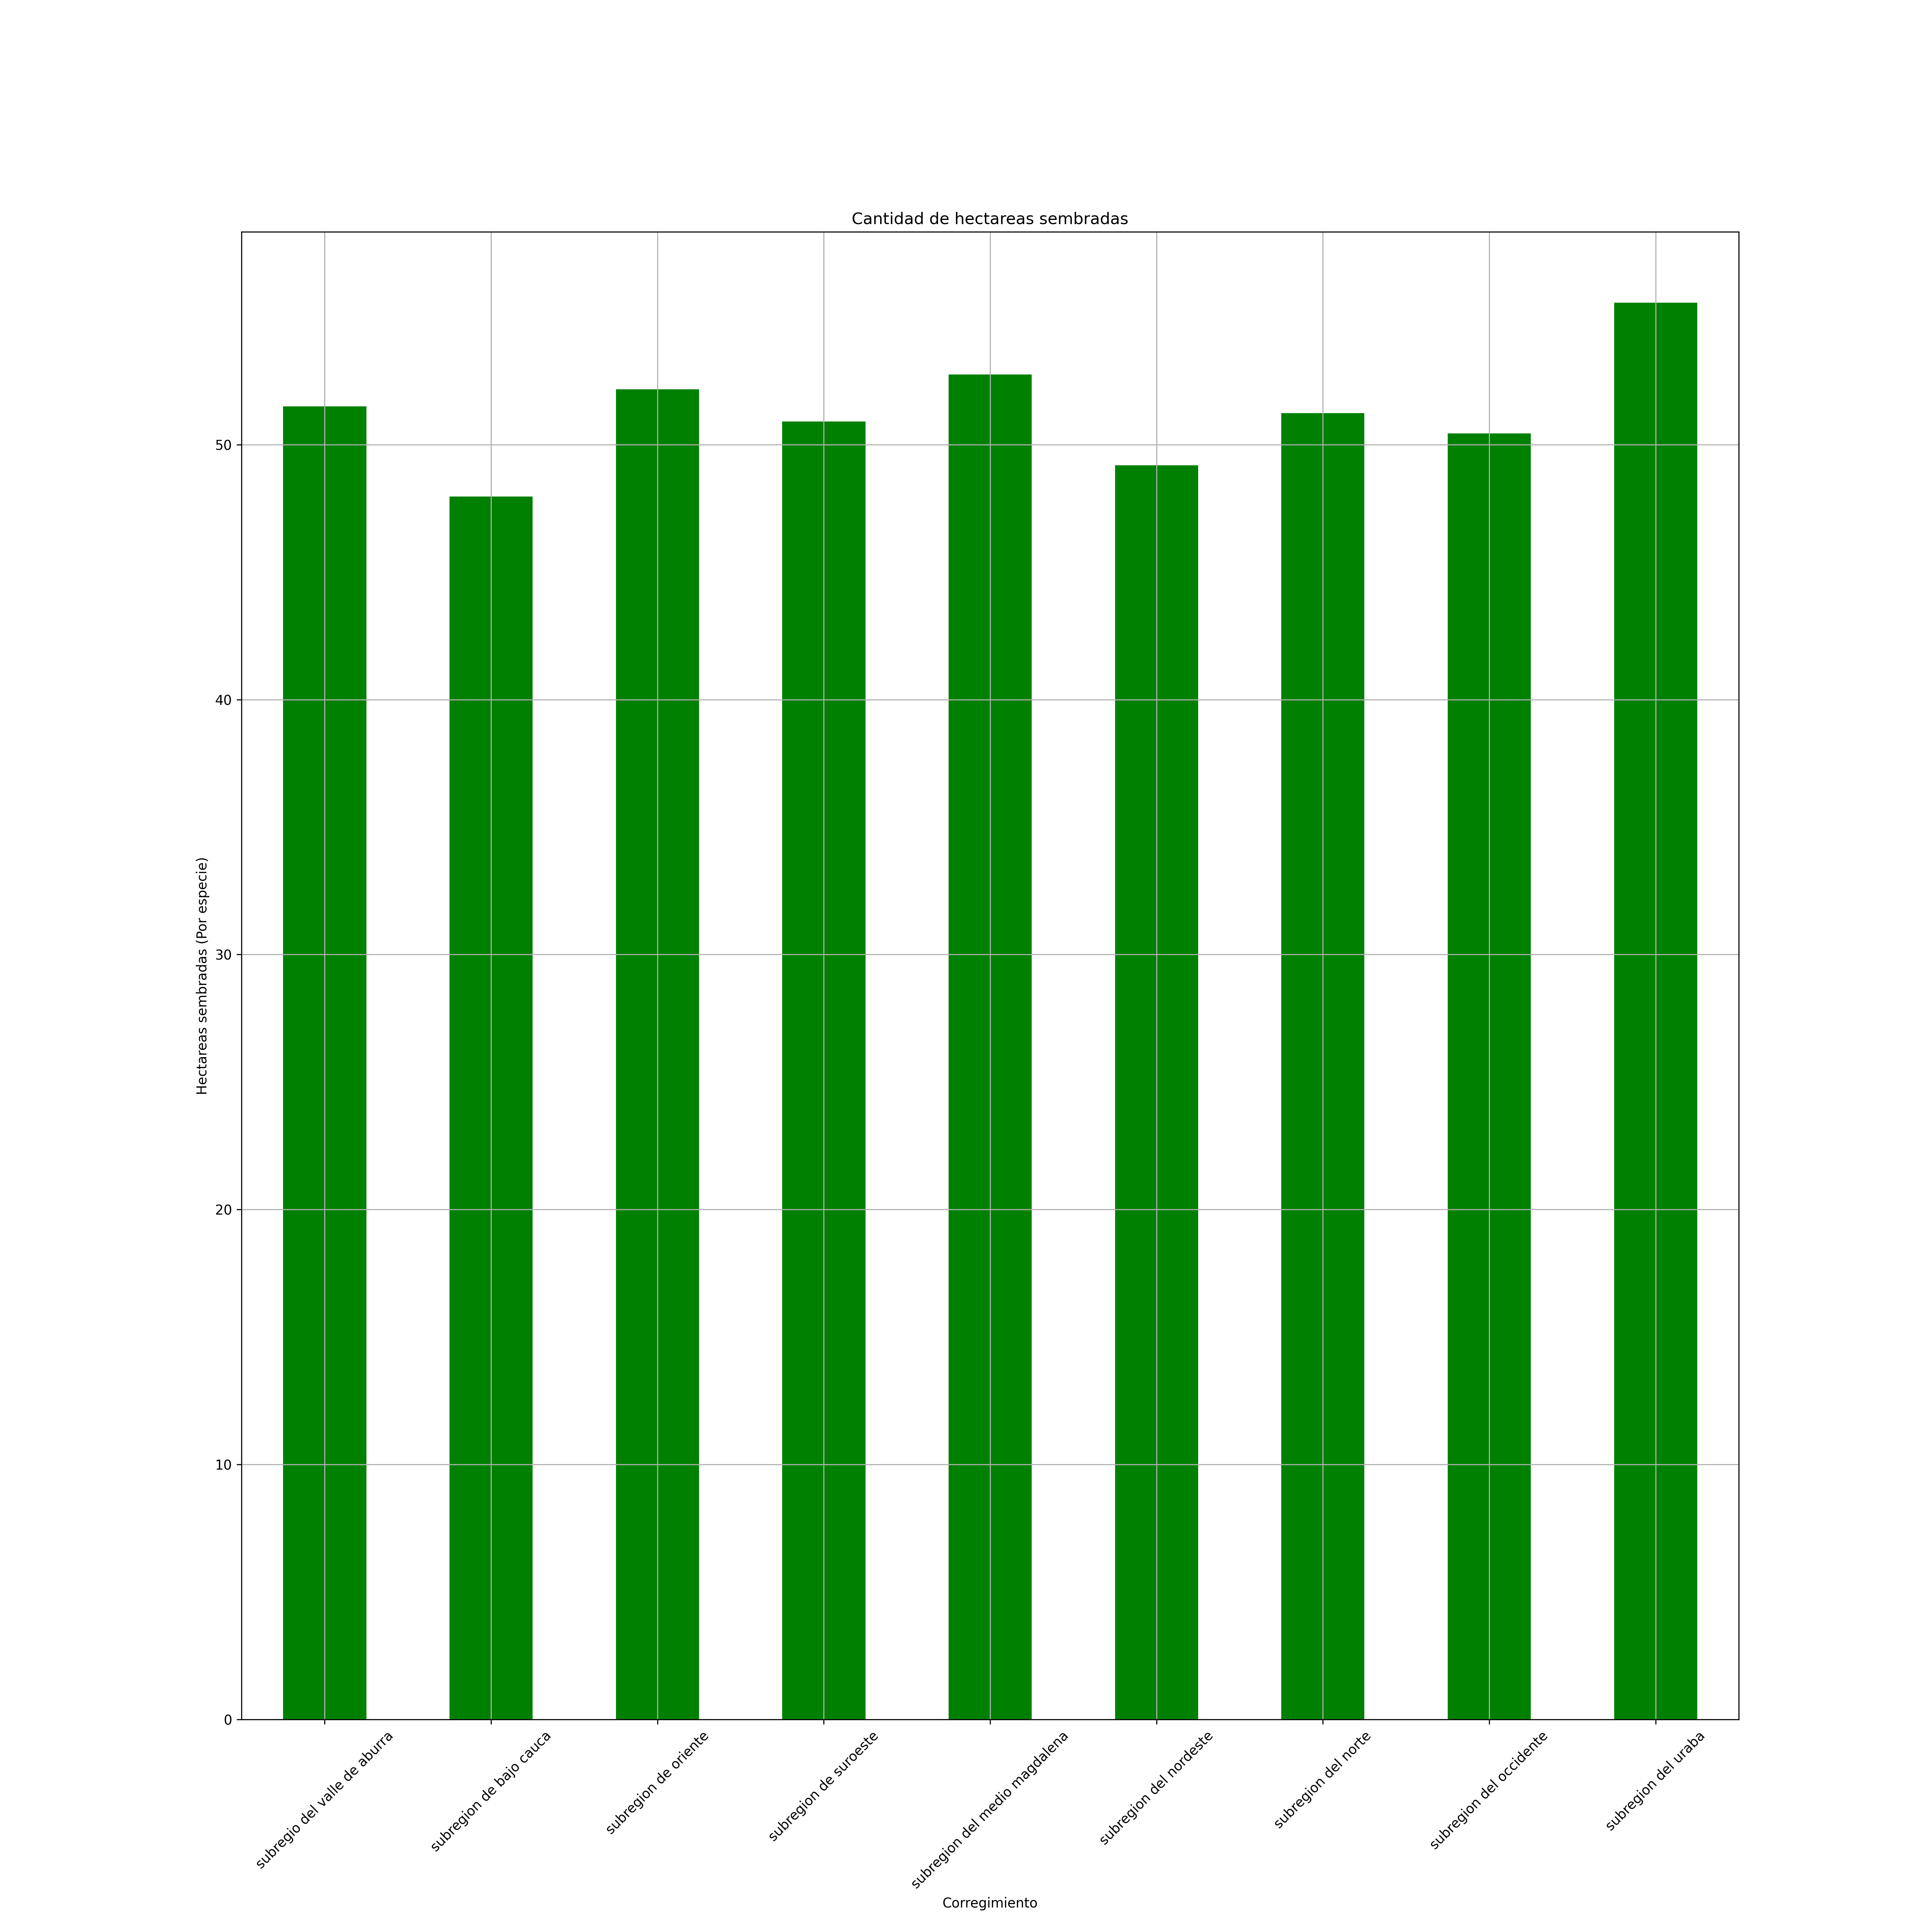 Cantidad de hectareas sembradas
Hectareas sembradas (Por especie)
50
40
30
20
10
0
subregio del valle de aburra
subregion de bajo cauca
subregion de oriente
subregion de suroeste
subregion del medio magdalena
subregion del nordeste
subregion del norte
subregion del occidente
subregion del uraba
Corregimiento